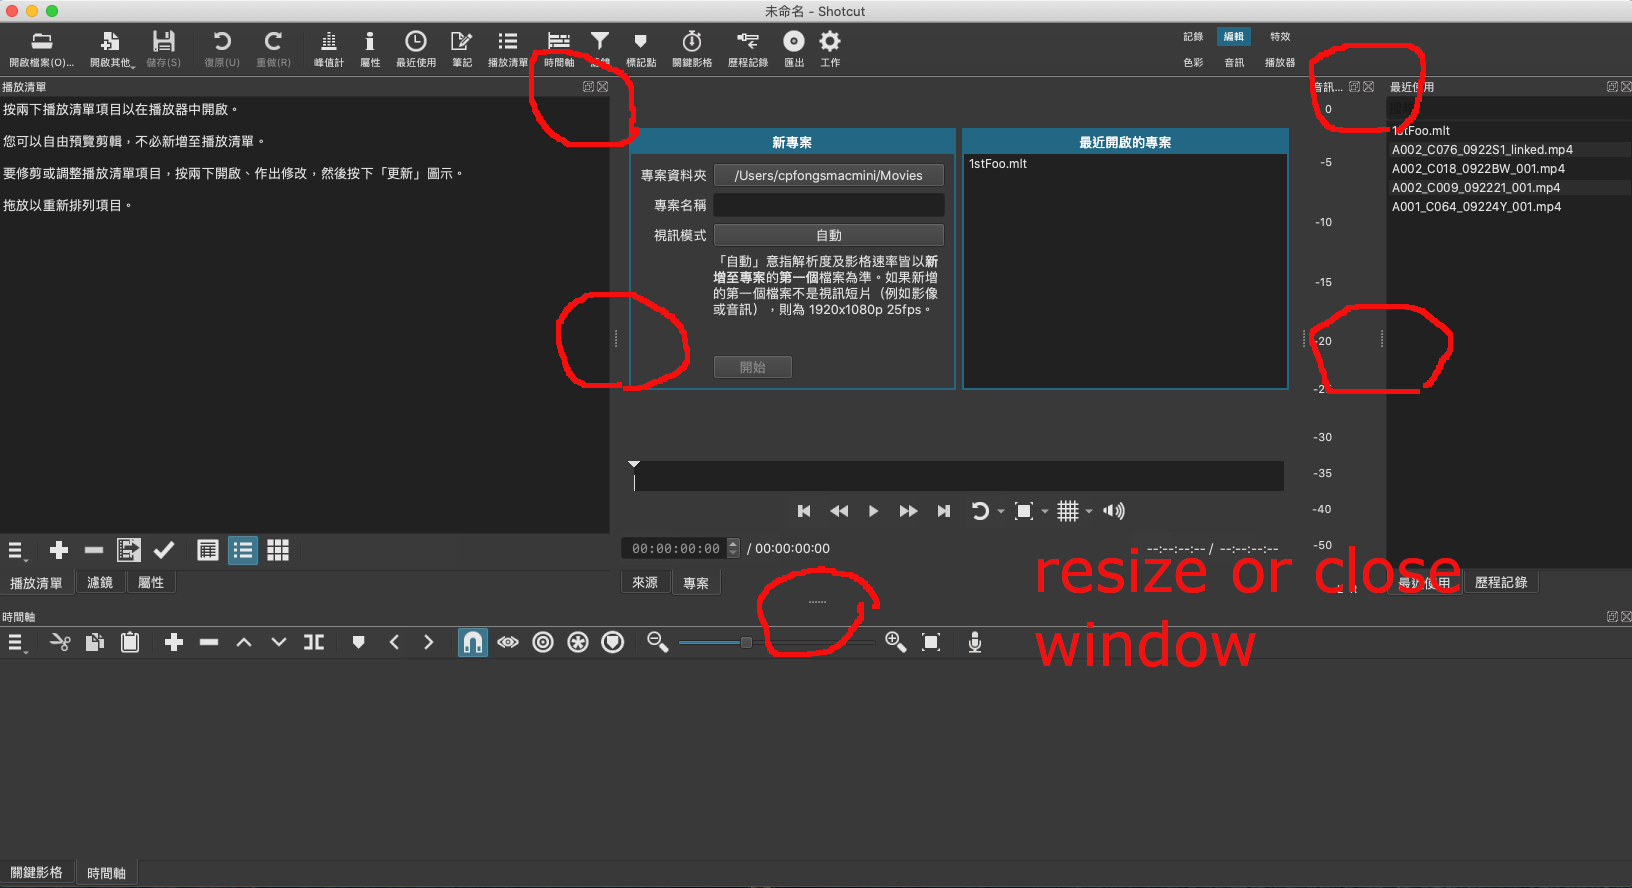 未命名 - Shotcut
開啟檔案(O)... 開啟其他 儲存(S) 復原(U) 重做(R) 峰值計 屬性 最近使用 筆記 播放清單 時間軸 濾鏡 標記點 關鍵影格 歷程記錄 匯出 工作
記錄 編輯 特效
色彩 音訊 播放器
播放清單
按兩下播放清單項目以在播放器中開啟。
您可以自由預覽剪輯，不必新增至播放清單。
要修剪或調整播放清單項目，按兩下開啟、作出修改，然後按下「更新」圖示。
拖放以重新排列項目。
播放清單 濾鏡 屬性
新專案
專案資料夾 /Users/cpfongsmacmini/Movies
專案名稱
視訊模式 自動
「自動」意指解析度及影格速率皆以新
增至專案的第一個檔案為準。如果新增
的第一個檔案不是視訊短片（例如影像
或音訊），則為 1920x1080p 25fps。
開始
最近開啟的專案
1stFoo.mlt
00:00:00:00 / 00:00:00:00
--:--:--:-- / --:--:--:--
來源 專案
音訊...
0
-5
-10
-15
-20
-30
-35
-40
-50
最近使用
1stFoo.mlt
A002_C076_0922S1_linked.mp4
A002_C018_0922BW_001.mp4
A002_C009_092221_001.mp4
A001_C064_09224Y_001.mp4
最近使用 歷程記錄
resize or close
window
時間軸
關鍵影格 時間軸